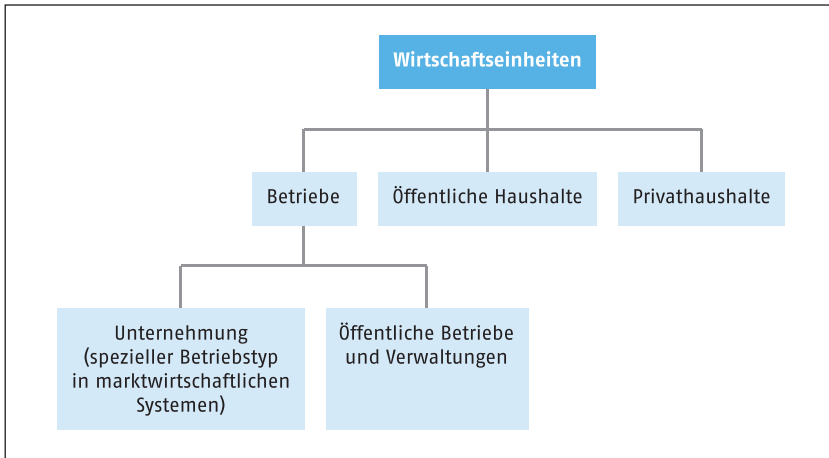 Wirtschaftseinheiten
Betriebe
Öffentliche Haushalte
Privathaushalte
Unternehmung
(spezieller Betriebstyp
in marktwirtschaftlichen
Systemen)
Öffentliche Betriebe
und Verwaltungen